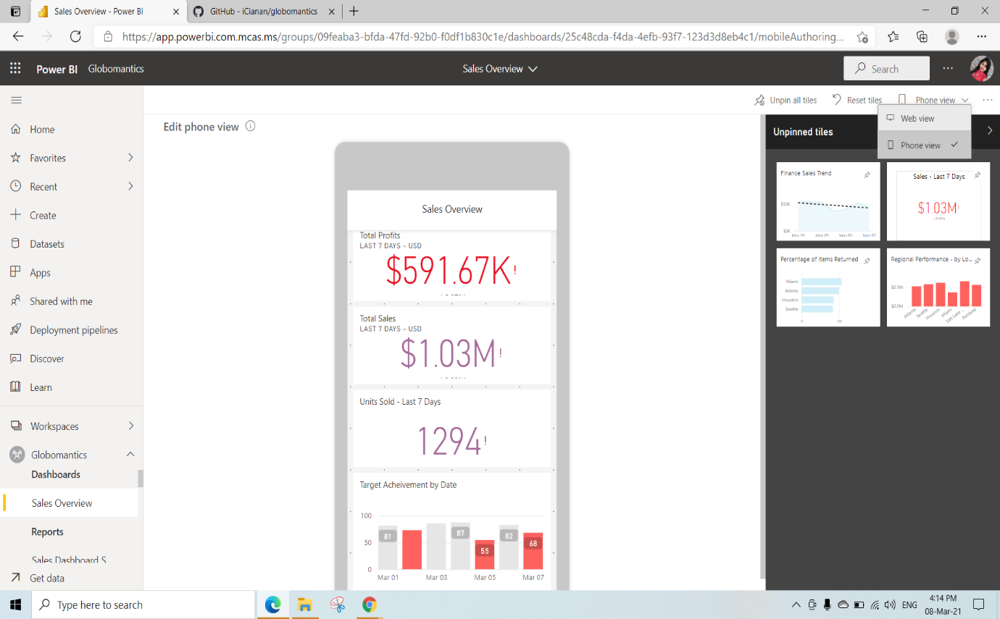 Sales Overview - Power BI
GitHub - iCianan/globomantics
https://app.powerbi.com.mcas.ms/groups/09feaba3-bfda-47fd-92b0-f0df1b830c1e/dashboards/25c48cda-f4da-4efb-93f7-123d3d8eb4c1/mobileAuthoring...
Power BI Globomantics
Sales Overview
Search
Unpin all tiles
Reset tiles
Phone view
Web view
Phone view
Home
Favorites
Recent
Create
Datasets
Apps
Shared with me
Deployment pipelines
Discover
Learn
Workspaces
Globomantics
Dashboards
Sales Overview
Reports
Sales Dashboard S
Get data
Edit phone view
Sales Overview
Total Profits
LAST 7 DAYS - USD
$591.67K!
Total Sales
LAST 7 DAYS - USD
$1.03M!
Units Sold - Last 7 Days
1294!
Target Acheivement by Date
100
50
0
81
87
55
82
68
Mar 01 Mar 03 Mar 05 Mar 07
Unpinned tiles
Finance Sales Trend
$50K
$0K
Mar 01 Mar 03 Mar 05 Mar 07
Sales - Last 7 Days
$1.03M!
Percentage of Items Returned
Miami
Atlanta
Houston
Seattle
0 20
Regional Performance - by Lo...
$0.1M
$0.0M
Atlanta Seattle Houston Miami Salt Lake ... Portland
Type here to search
ENG
4:14 PM
08-Mar-21